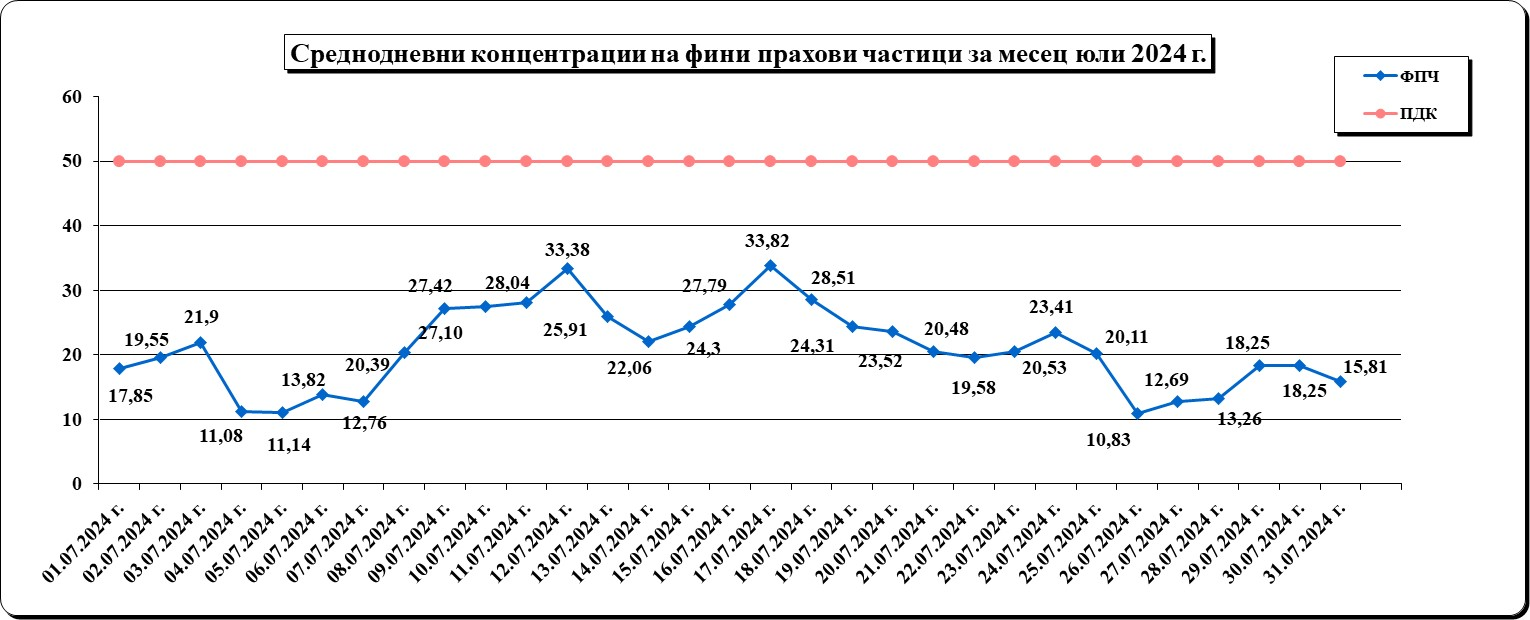 Среднодневни концентрации на фини прахови частици за месец юли 2024 г.
ФПЧ
ПДК
60
50
40
30
20
10
0
17,85
19,55
21,9
11,08
11,14
13,82
12,76
20,39
27,10
27,42
28,04
33,38
25,91
22,06
24,3
27,79
33,82
28,51
24,31
23,52
20,48
19,58
20,53
23,41
20,11
10,83
12,69
13,26
18,25
18,25
15,81
01.07.2024 г.
02.07.2024 г.
03.07.2024 г.
04.07.2024 г.
05.07.2024 г.
06.07.2024 г.
07.07.2024 г.
08.07.2024 г.
09.07.2024 г.
10.07.2024 г.
11.07.2024 г.
12.07.2024 г.
13.07.2024 г.
14.07.2024 г.
15.07.2024 г.
16.07.2024 г.
17.07.2024 г.
18.07.2024 г.
19.07.2024 г.
20.07.2024 г.
21.07.2024 г.
22.07.2024 г.
23.07.2024 г.
24.07.2024 г.
25.07.2024 г.
26.07.2024 г.
27.07.2024 г.
28.07.2024 г.
29.07.2024 г.
30.07.2024 г.
31.07.2024 г.